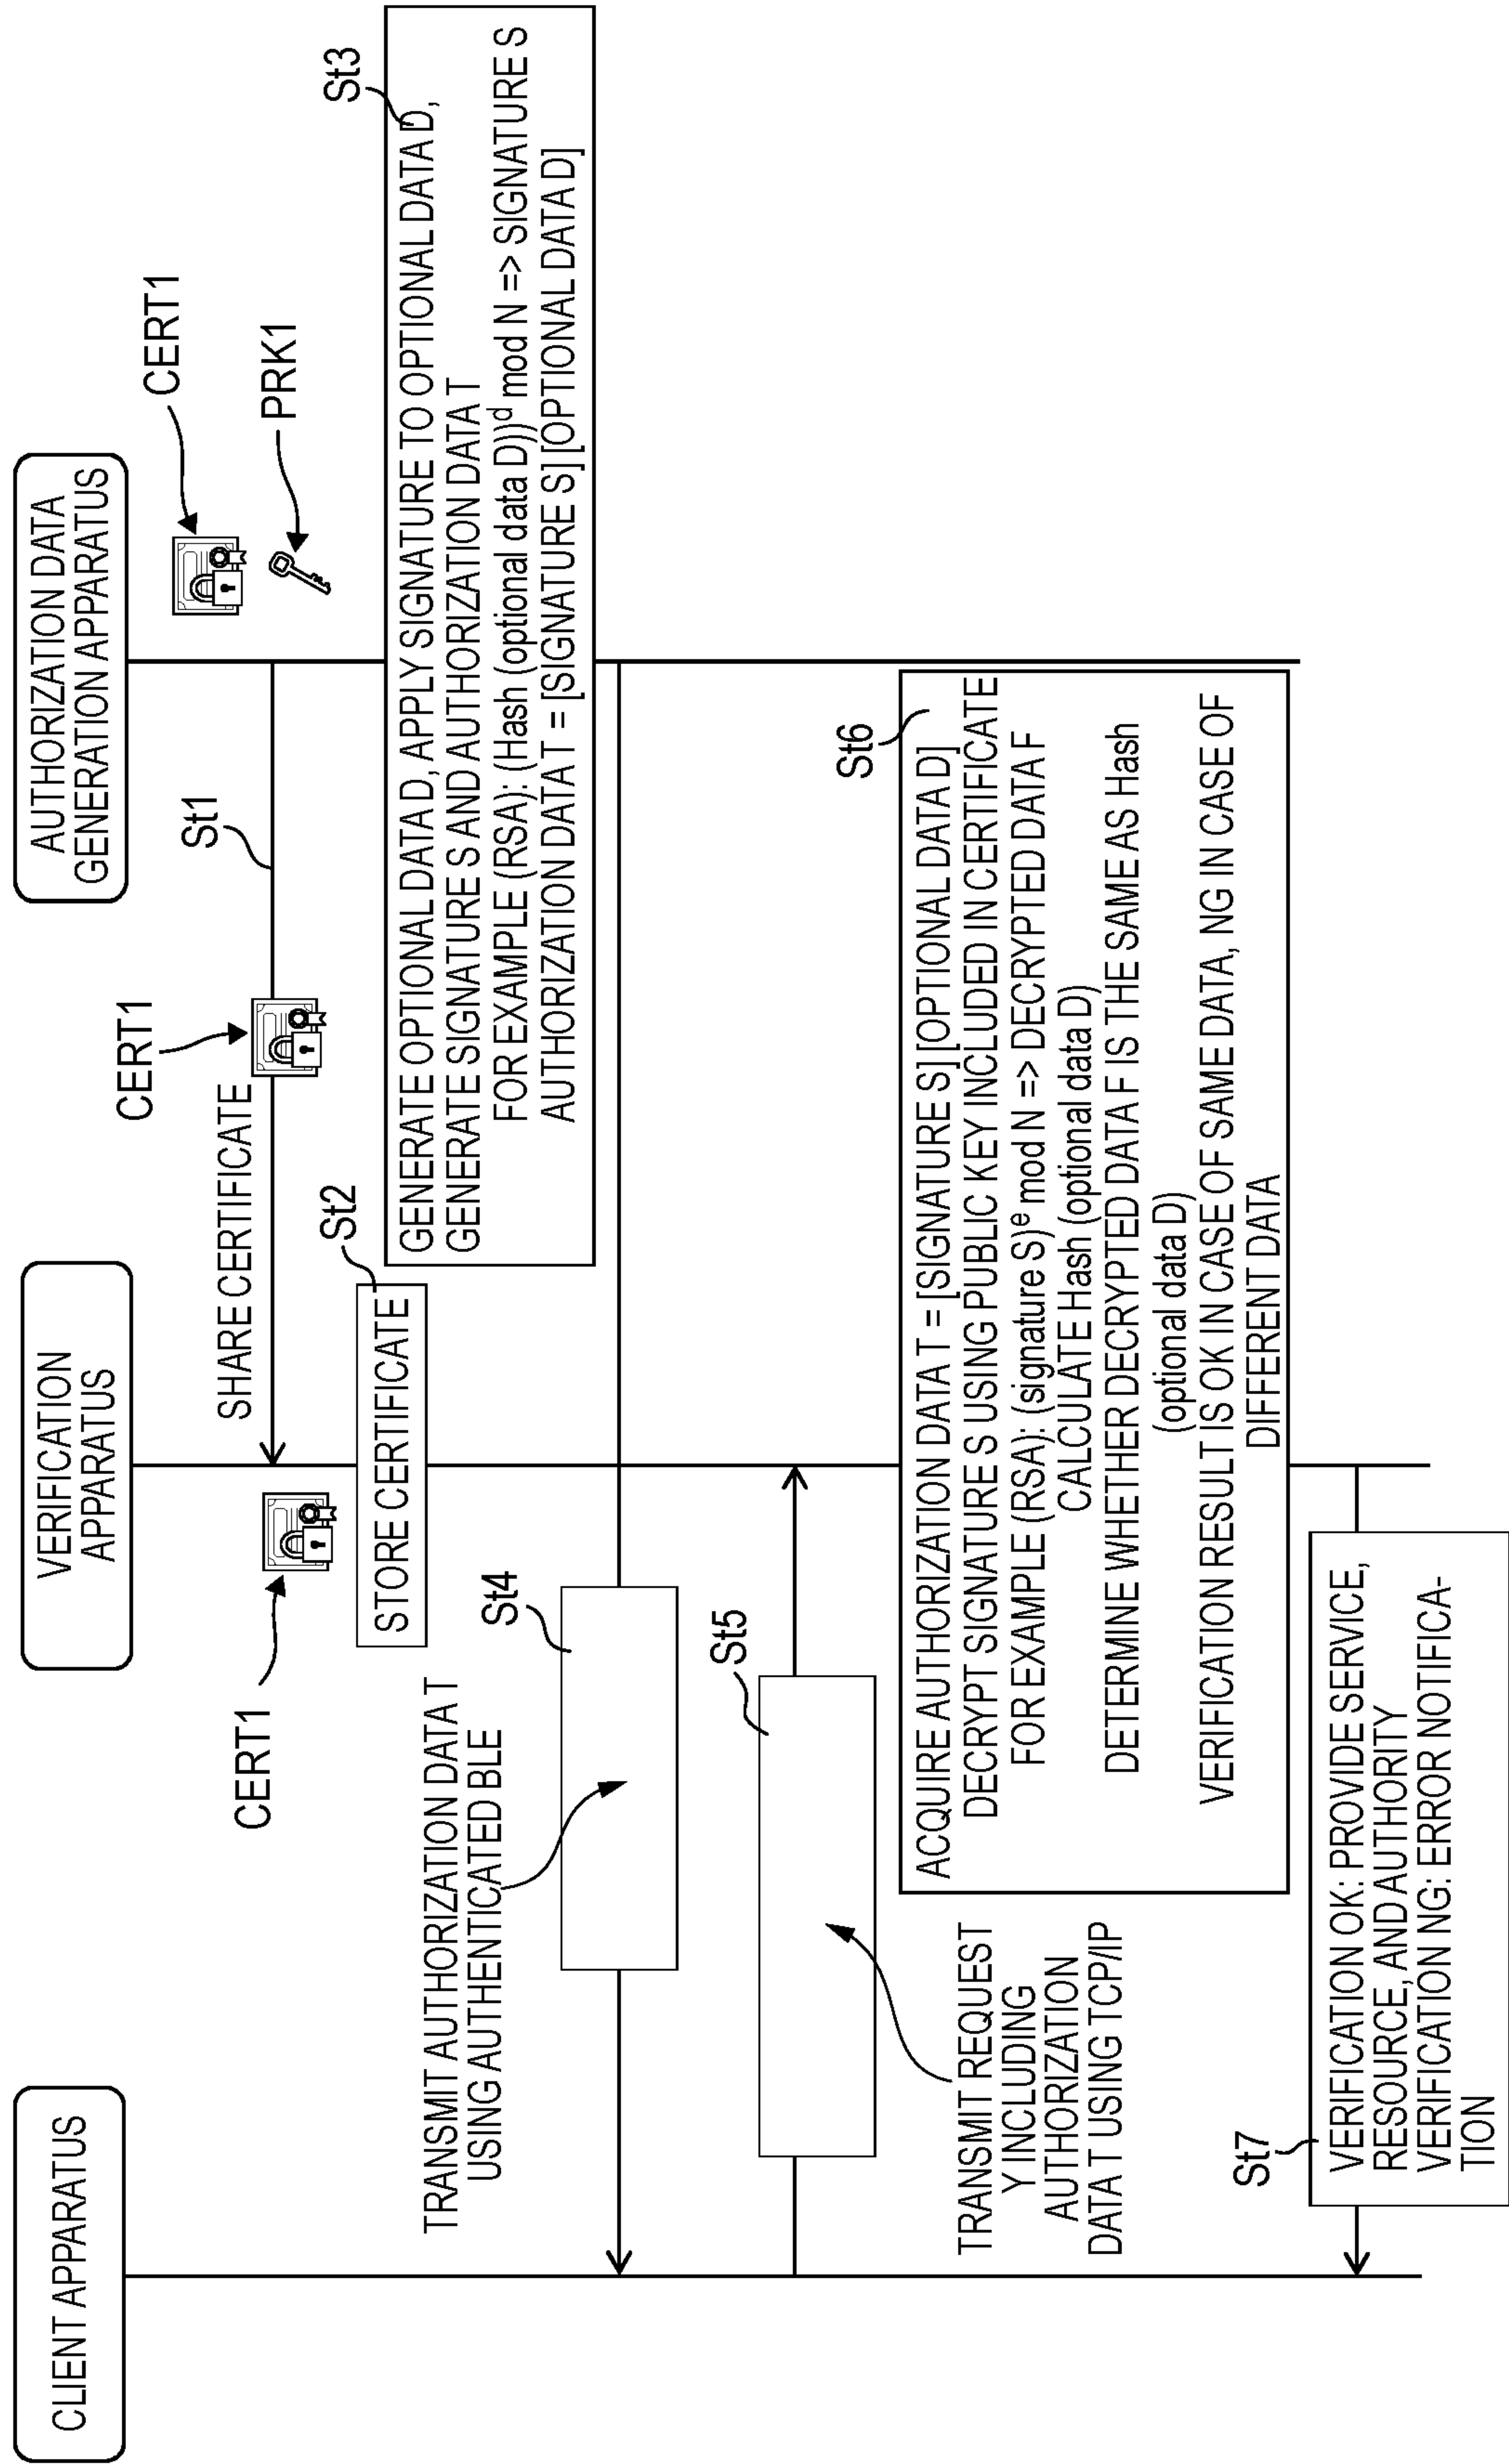 CLIENT APPARATUS
VERIFICATION
APPARATUS
AUTHORIZATION DATA
GENERATION APPARATUS
CERT1
SHARE CERTIFICATE
CERT1
St1
CERT1
PRK1
St2
STORE CERTIFICATE
St3
GENERATE OPTIONAL DATA D, APPLY SIGNATURE TO OPTIONAL DATA D,
GENERATE SIGNATURE S AND AUTHORIZATION DATA T
FOR EXAMPLE (RSA): (Hash (optional data D))d mod N => SIGNATURE S
AUTHORIZATION DATA T = [SIGNATURE S] [OPTIONAL DATA D]
TRANSMIT AUTHORIZATION DATA T
USING AUTHENTICATED BLE
St4
St5
TRANSMIT REQUEST
Y INCLUDING
AUTHORIZATION
DATA T USING TCP/IP
St6
ACQUIRE AUTHORIZATION DATA T = [SIGNATURE S] [OPTIONAL DATA D]
DECRYPT SIGNATURE S USING PUBLIC KEY INCLUDED IN CERTIFICATE
FOR EXAMPLE (RSA): (signature S)e mod N => DECRYPTED DATA F
CALCULATE Hash (optional data D)
DETERMINE WHETHER DECRYPTED DATA F IS THE SAME AS Hash
(optional data D)
VERIFICATION RESULT IS OK IN CASE OF SAME DATA, NG IN CASE OF
DIFFERENT DATA
St7
VERIFICATION OK: PROVIDE SERVICE,
RESOURCE, AND AUTHORITY
VERIFICATION NG: ERROR NOTIFICA-
TION